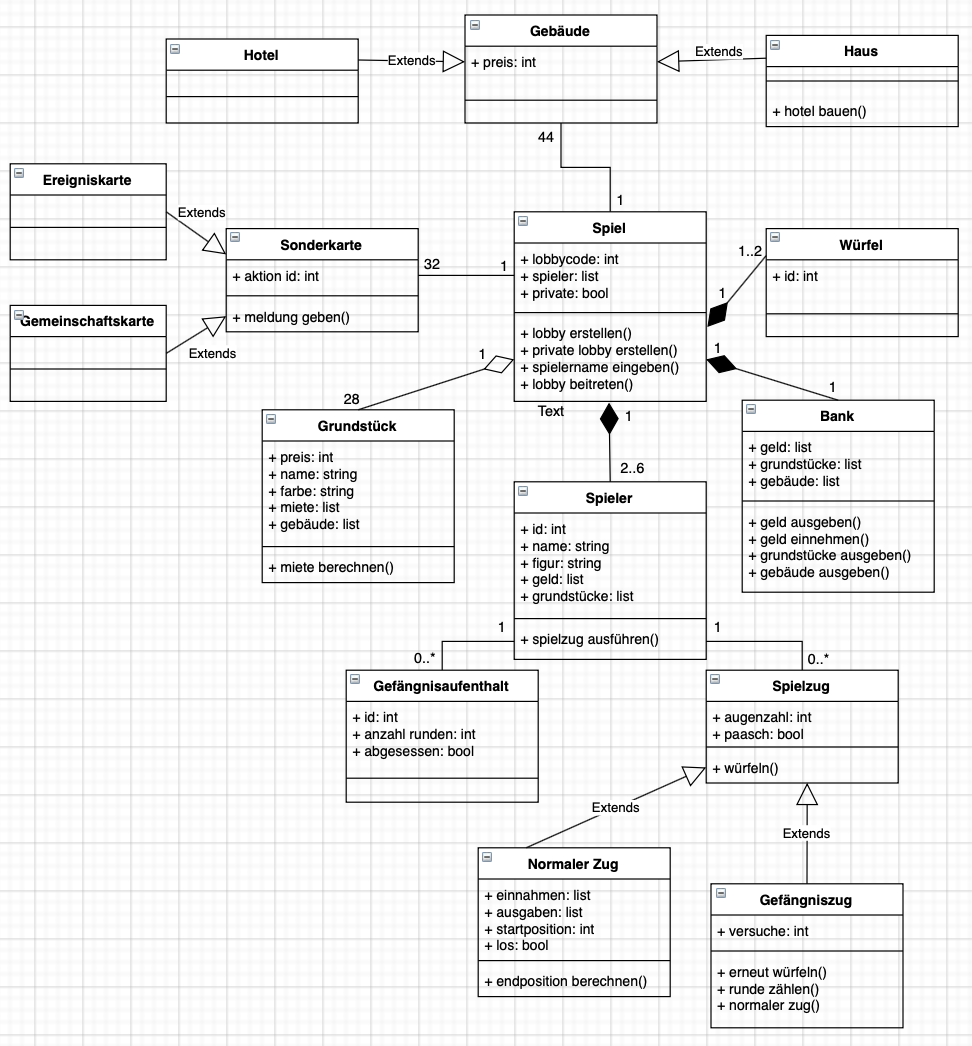 Gebäude
+ preis: int
Hotel
Extends
Extends
Haus
+ hotel bauen()
44
1
Ereigniskarte
Extends
Sonderkarte
+ aktion id: int
+ meldung geben()
32
1
Gemeinschaftskarte
Extends
Spiel
+ lobbycode: int
+ spieler: list
+ private: bool
+ lobby erstellen()
+ private lobby erstellen()
+ spielername eingeben()
+ lobby beitreten()
1..2
1
Würfel
+ id: int
1
28
Grundstück
+ preis: int
+ name: string
+ farbe: string
+ miete: list
+ gebäude: list
+ miete berechnen()
Text
1
2..6
1
1
Bank
+ geld: list
+ grundstücke: list
+ gebäude: list
+ geld ausgeben()
+ geld einnehmen()
+ grundstücke ausgeben()
+ gebäude ausgeben()
Spieler
+ id: int
+ name: string
+ figur: string
+ geld: list
+ grundstücke: list
+ spielzug ausführen()
1
0..*
1
0..*
Gefängnisaufenthalt
+ id: int
+ anzahl runden: int
+ abgesessen: bool
Spielzug
+ augenzahl: int
+ paasch: bool
+ würfeln()
Extends
Extends
Normaler Zug
+ einnahmen: list
+ ausgaben: list
+ startposition: int
+ los: bool
+ endposition berechnen()
Gefängniszug
+ versuche: int
+ erneut würfeln()
+ runde zählen()
+ normaler zug()